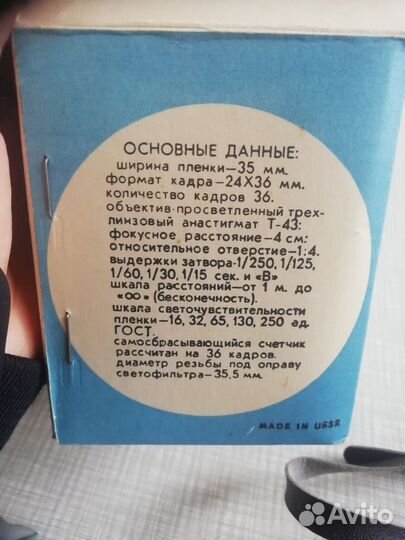 ОСНОВНЫЕ ДАННЫЕ:
ширина пленки—35 мм.
формат кадра—24Х36 мм.
количество кадров 36.
объектив-просветленный трех-
линзовый анастигмат Т-43:
фокусное расстояние—4 см:
относительное отверстие—1:4.
выдержки затвора-1/250, 1/125,
1/60, 1/30, 1/15 сек. и «В»
шкала расстояний—от 1 м. до
«∞» (бесконечность).
шкала светочувствительности
пленки—16, 32, 65, 130, 250 ад.
ГОСТ.
самосбрасывающийся счетчик
рассчитан на 36 кадров.
диаметр резьбы под оправу
светофильтра—35,5 мм.
MADE IN USSR
Avito